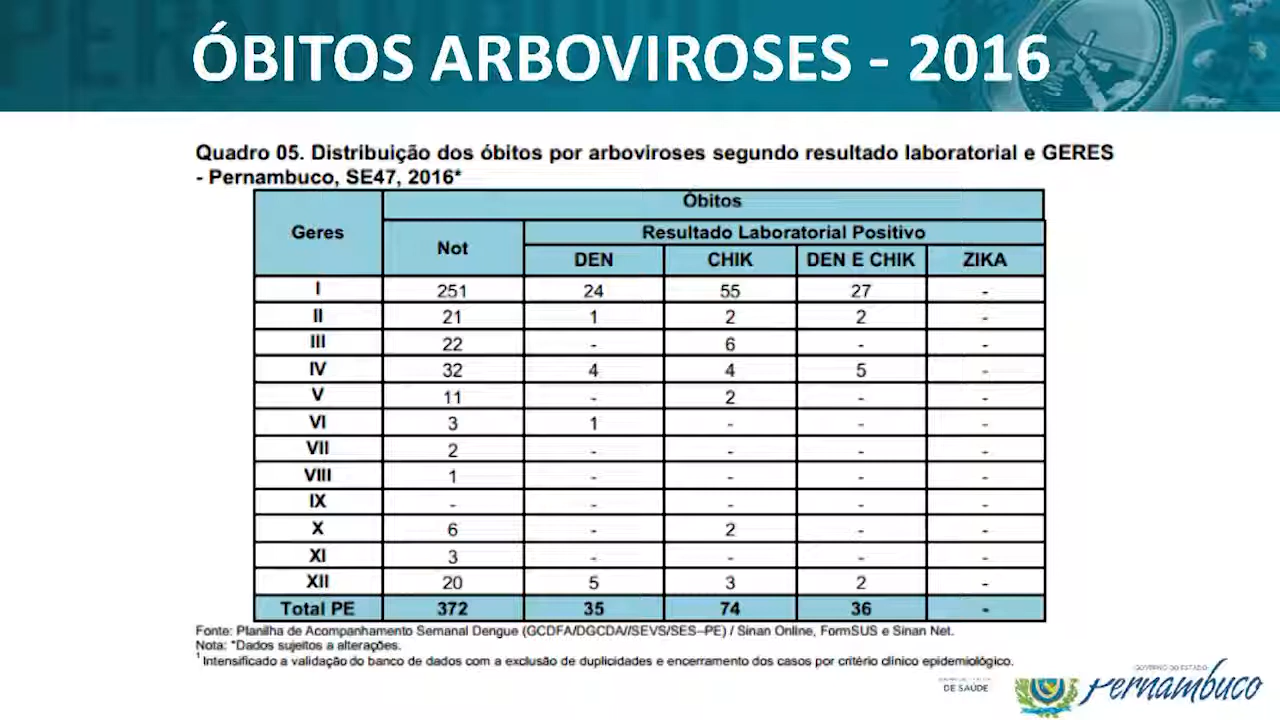 ÓBITOS ARBOVIROSES - 2016
Quadro 05. Distribuição dos óbitos por arboviroses segundo resultado laboratorial e GERES
- Pernambuco, SE47, 2016*
Geres Óbitos
Not Resultado Laboratorial Positivo
DEN CHIK DEN E CHIK ZIKA
I 251 24 55 27 -
II 21 1 2 2 -
III 22 - 6 - -
IV 32 4 4 5 -
V 11 - 2 - -
VI 3 1 - - -
VII 2 - - - -
VIII 1 - - - -
IX - - - - -
X 6 - 2 - -
XI 3 - - - -
XII 20 5 3 2 -
Total PE 372 35 74 36 -
Fonte: Planilha de Acompanhamento Semanal Dengue (GCDFA/DGCDA//SEVS/SES--PE) / Sinan Online, FormSUS e Sinan Net.
Nota: *Dados sujeitos a alterações.
1 Intensificado a validação do banco de dados com a exclusão de duplicidades e encerramento dos casos por critério clínico epidemiológico.
DE SAÚDE
GOVERNO DO ESTADO
Pernambuco